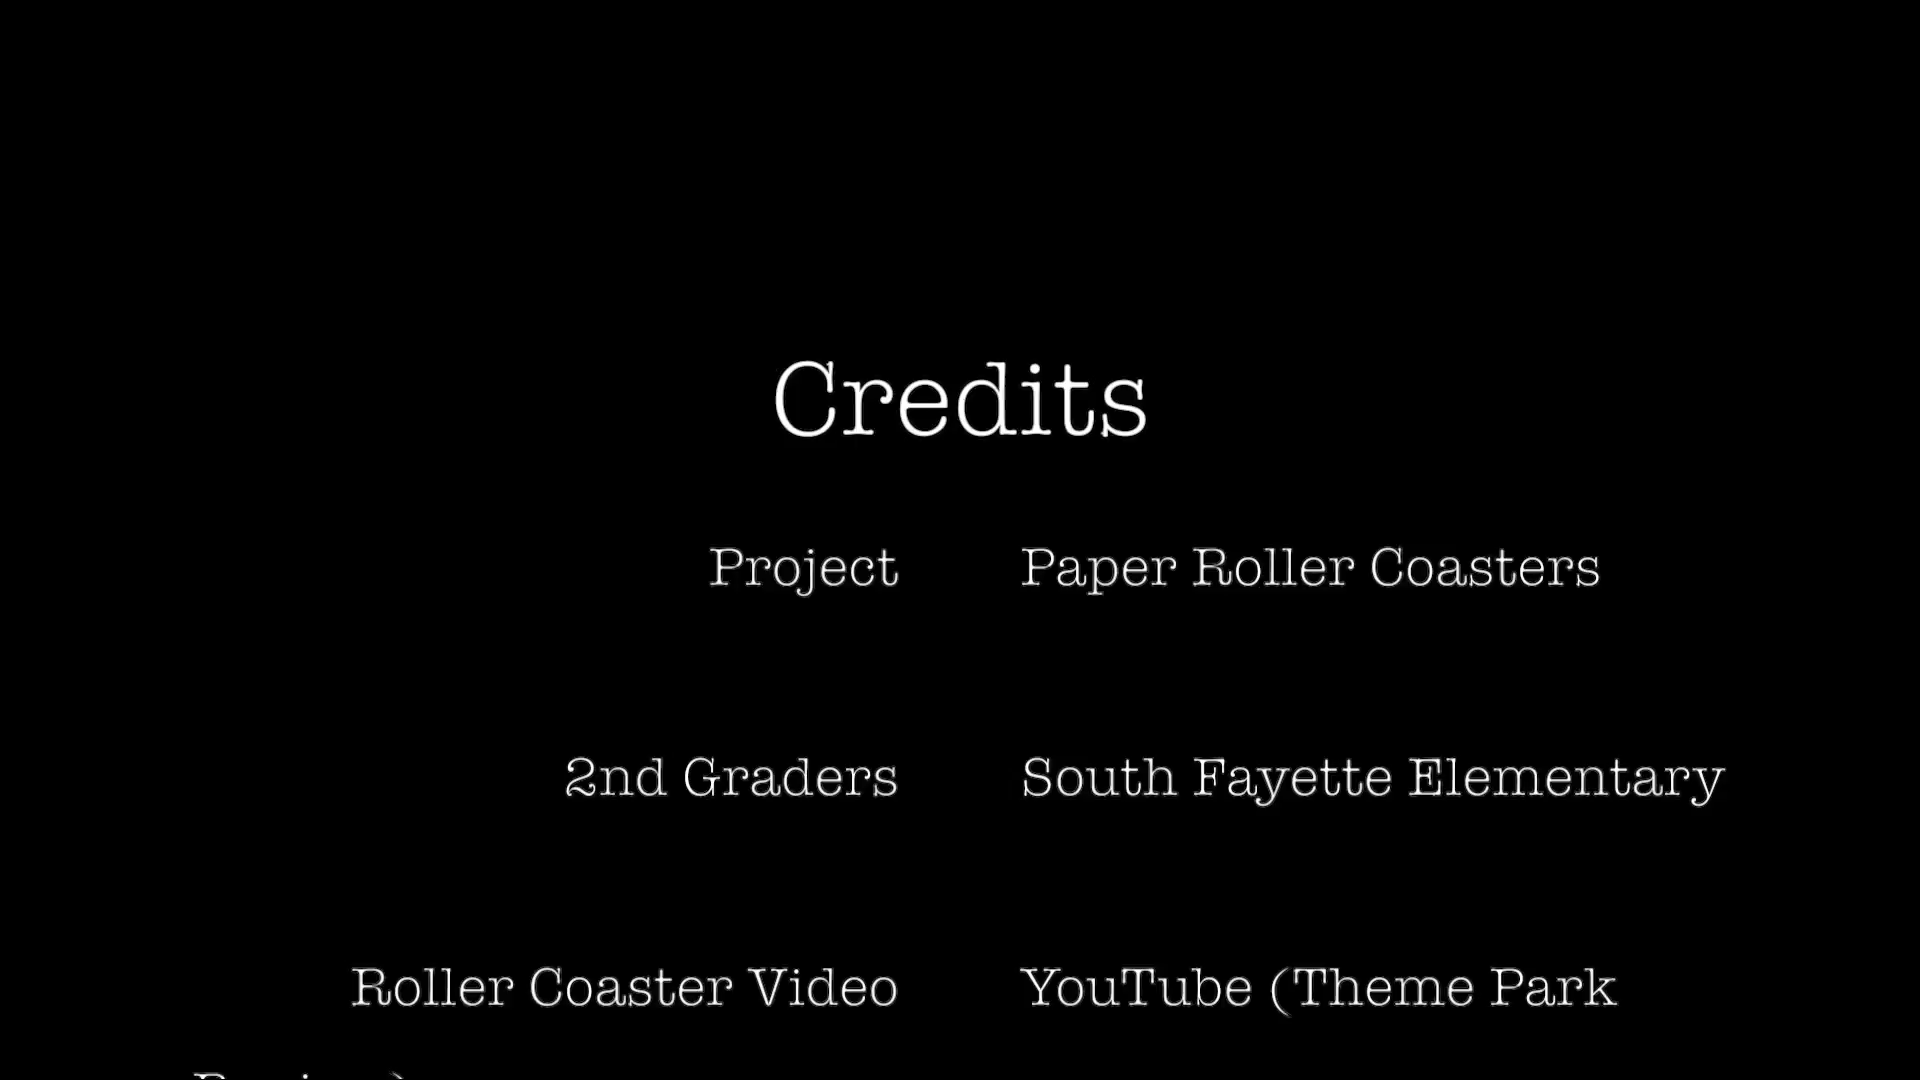 Credits
Project Paper Roller Coasters
2nd Graders South Fayette Elementary
Roller Coaster Video YouTube (Theme Park